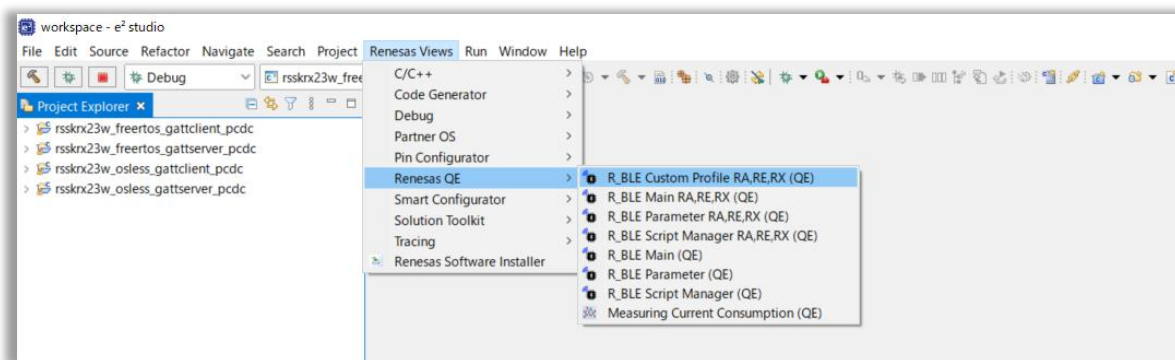 workspace - e² studio
File Edit Source Refactor Navigate Search Project Renesas Views Run Window Help
Debug
rsskrx23w_free
Project Explorer
rsskrx23w_freertos_gattclient_pcdc
rsskrx23w_freertos_gattserver_pcdc
rsskrx23w_osless_gattclient_pcdc
rsskrx23w_osless_gattserver_pcdc
C/C++
Code Generator
Debug
Partner OS
Pin Configurator
Renesas QE
Smart Configurator
Solution Toolkit
Tracing
Renesas Software Installer
R_BLE Custom Profile RA,RE,RX (QE)
R_BLE Main RA,RE,RX (QE)
R_BLE Parameter RA,RE,RX (QE)
R_BLE Script Manager RA,RE,RX (QE)
R_BLE Main (QE)
R_BLE Parameter (QE)
R_BLE Script Manager (QE)
Measuring Current Consumption (QE)